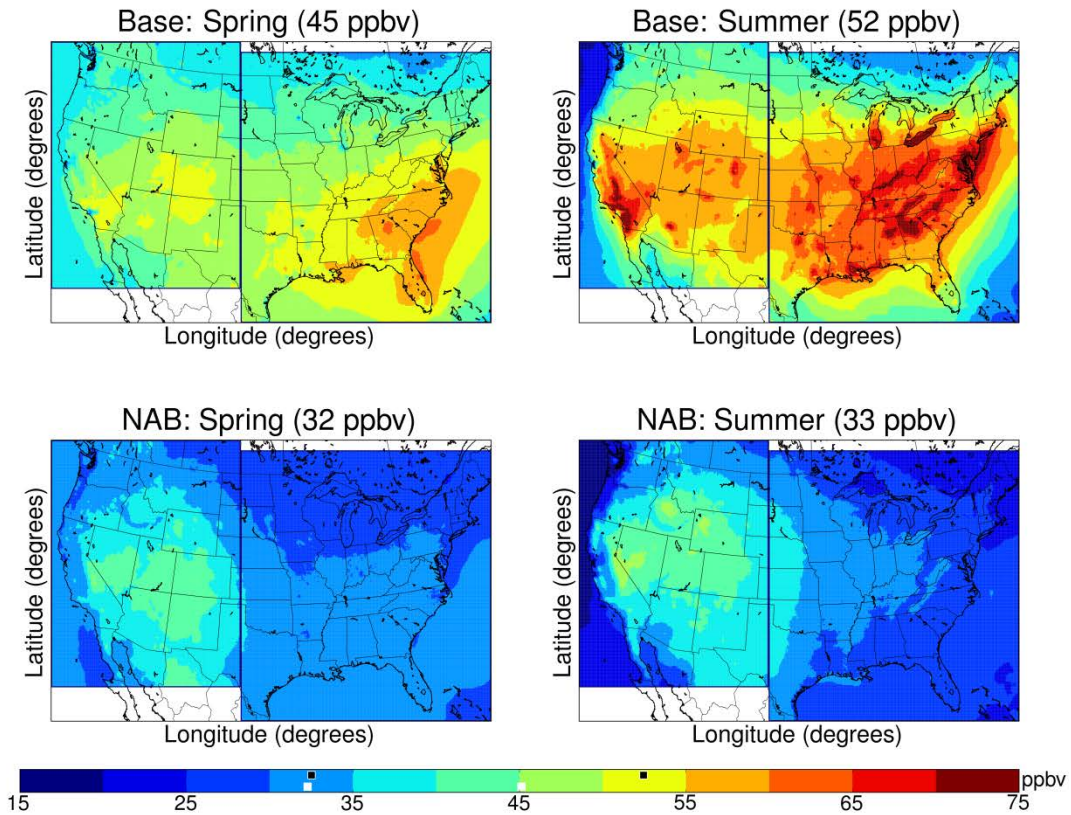 Base: Spring (45 ppbv)
Base: Summer (52 ppbv)
Latitude (degrees)
Latitude (degrees)
Longitude (degrees)
Longitude (degrees)
NAB: Spring (32 ppbv)
NAB: Summer (33 ppbv)
Latitude (degrees)
Latitude (degrees)
Longitude (degrees)
Longitude (degrees)
ppbv
15 25 35 45 55 65 75